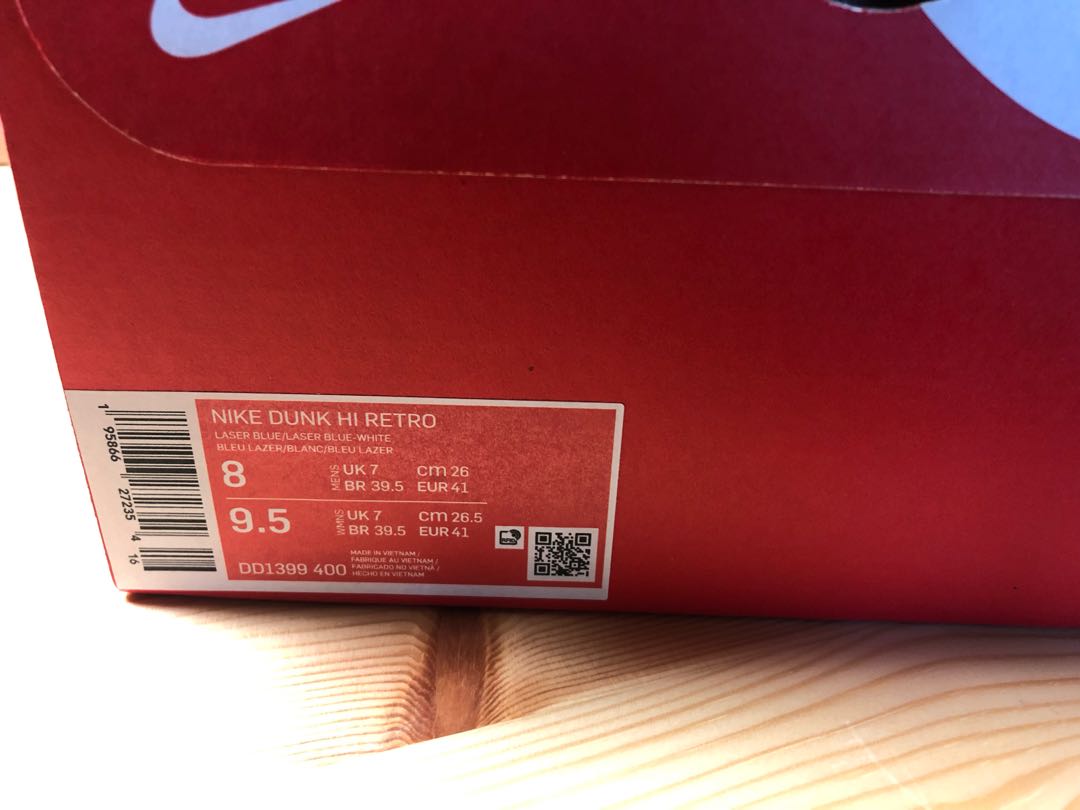 NIKE DUNK HI RETRO
LASER BLUE/LASER BLUE-WHITE
BLEU LAZER/BLANC/BLEU LAZER
8 MENS UK 7 cm 26
BR 39.5 EUR 41
9.5 WMNS UK 7 cm 26.5
BR 39.5 EUR 41
MADE IN VIETNAM /
FABRIQUE AU VIETNAM /
FABRICADO NO VIETNÃ /
HECHO EN VIETNAM
DD1399 400
1 95866 27235 4 16